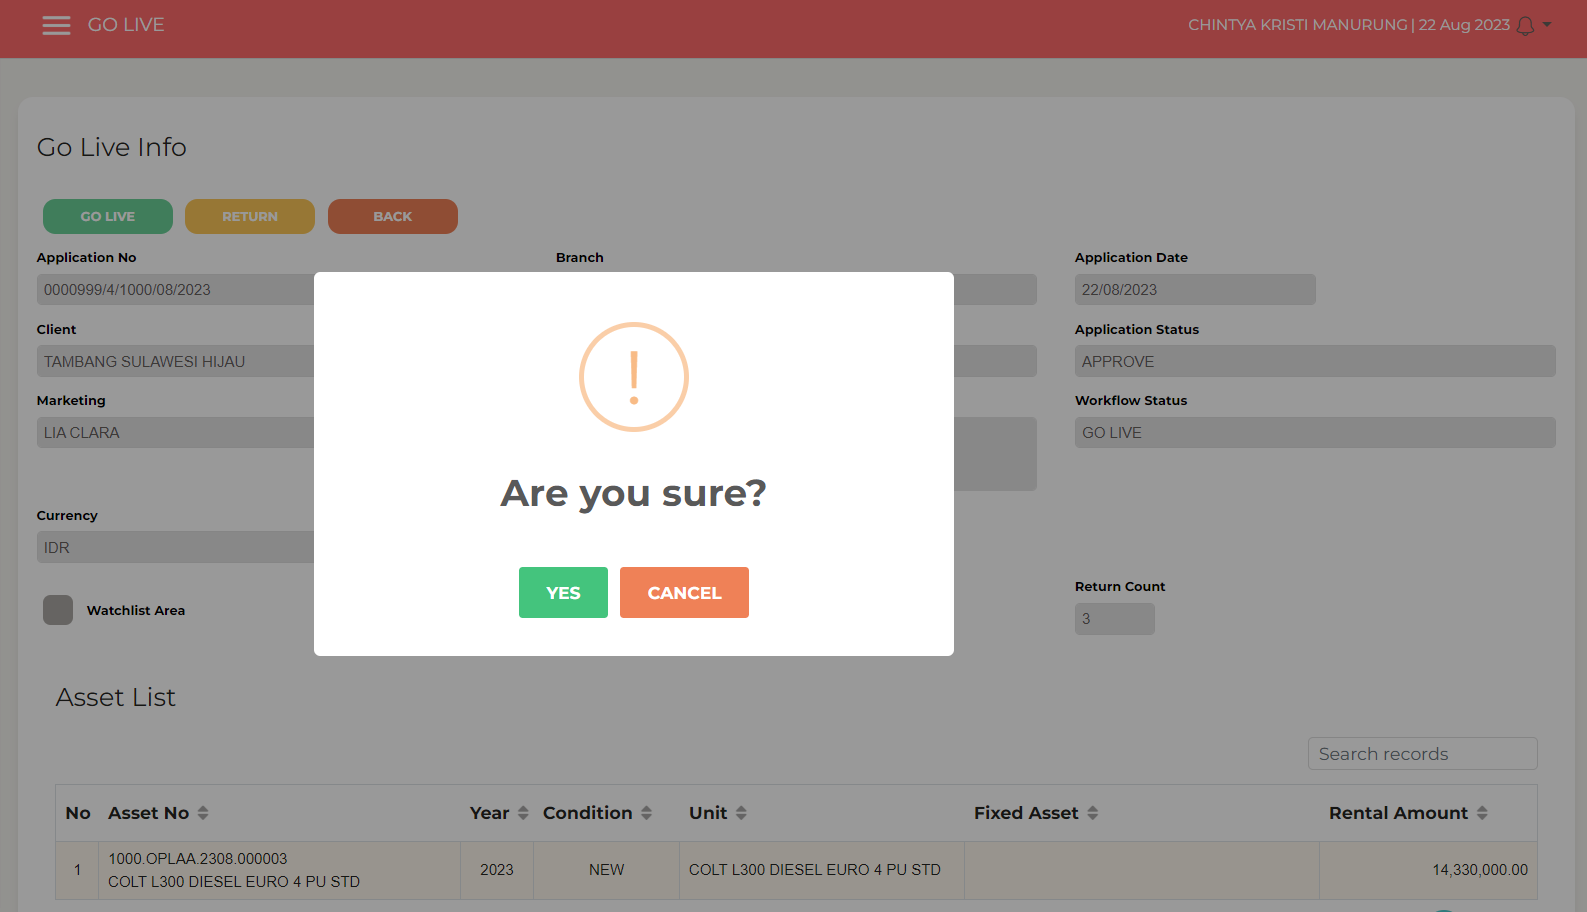 GO LIVE
CHINTYA KRISTI MANURUNG | 22 Aug 2023
Go Live Info
GO LIVE RETURN BACK
Application No Branch Application Date
0000999/4/1000/08/2023 22/08/2023
Client Application Status
TAMBANG SULAWESI HIJAU APPROVE
Marketing Workflow Status
LIA CLARA GO LIVE
!
Are you sure?
YES CANCEL
Currency
IDR
Return Count
Watchlist Area
3
Asset List
Search records
No Asset No Year Condition Unit Fixed Asset Rental Amount
1 1000.OPLAA.2308.000003 2023 NEW COLT L300 DIESEL EURO 4 PU STD 14,330,000.00
COLT L300 DIESEL EURO 4 PU STD